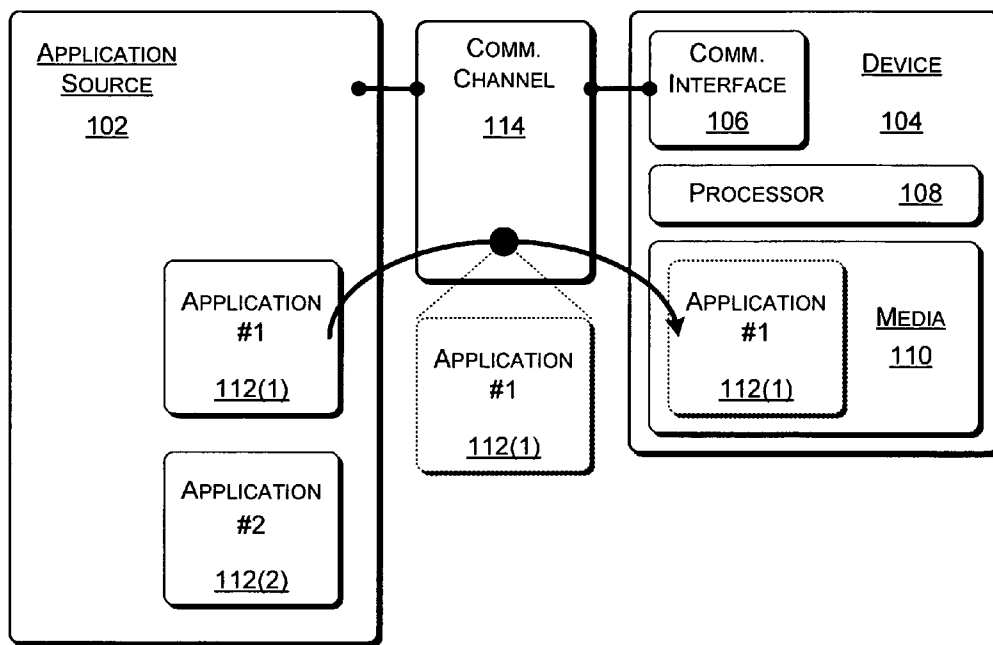 APPLICATION
SOURCE
102
APPLICATION
#1
112(1)
APPLICATION
#2
112(2)
COMM.
CHANNEL
114
APPLICATION
#1
112(1)
COMM.
INTERFACE
106
DEVICE
104
PROCESSOR 108
APPLICATION
#1
112(1)
MEDIA
110